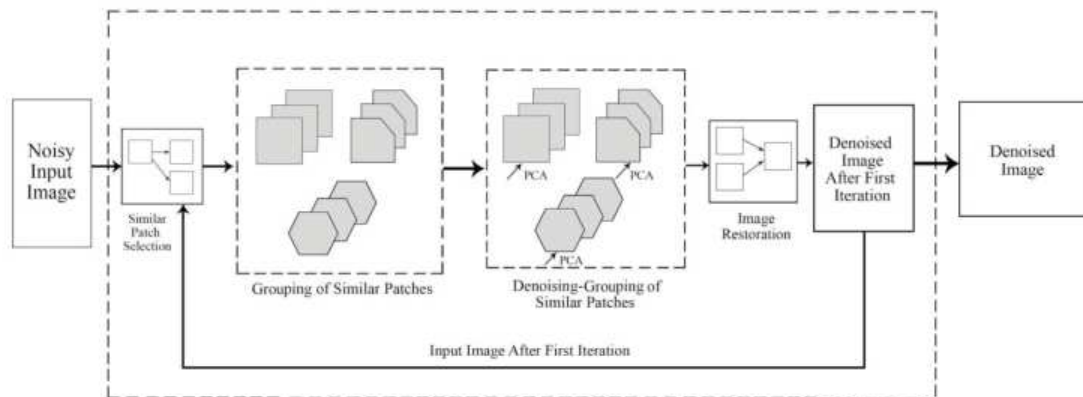 Noisy
Input
Image
Similar
Patch
Selection
Grouping of Similar Patches
PCA
PCA
PCA
Denoising-Grouping of
Similar Patches
Image
Restoration
Denoised
Image
After First
Iteration
Denoised
Image
Input Image After First Iteration